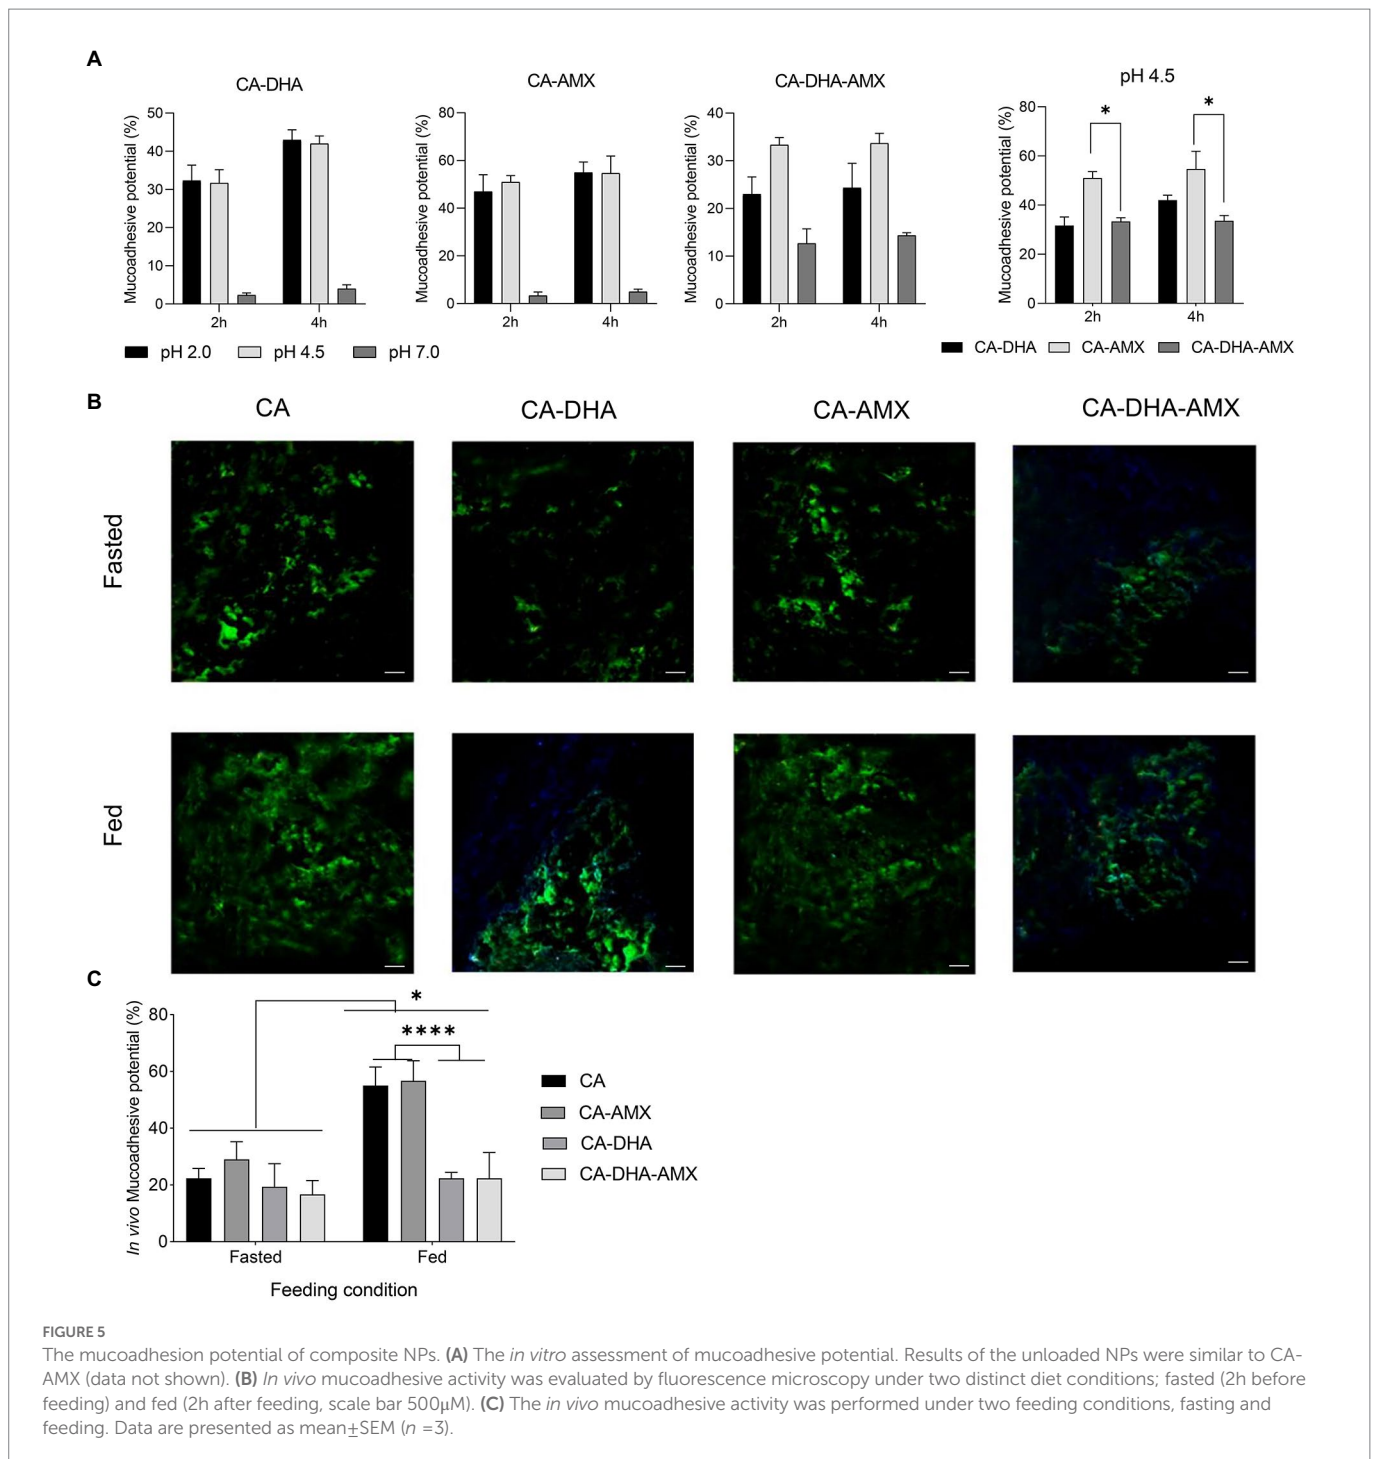 A
CA-DHA
Mucoadhesive potential (%)
50
40
30
20
10
0
2h
4h
CA-AMX
Mucoadhesive potential (%)
80
60
40
20
0
2h
4h
CA-DHA-AMX
Mucoadhesive potential (%)
40
30
20
10
0
2h
4h
pH 2.0 pH 4.5 pH 7.0
pH 4.5
Mucoadhesive potential (%)
80
60
40
20
0
*
*
2h
4h
CA-DHA CA-AMX CA-DHA-AMX
B
CA CA-DHA CA-AMX CA-DHA-AMX
Fasted
Fed
C
In vivo Mucoadhesive potential (%)
80
60
40
20
0
*
****
Fasted Fed
Feeding condition
CA
CA-AMX
CA-DHA
CA-DHA-AMX
FIGURE 5
The mucoadhesion potential of composite NPs. (A) The in vitro assessment of mucoadhesive potential. Results of the unloaded NPs were similar to CA-
AMX (data not shown). (B) In vivo mucoadhesive activity was evaluated by fluorescence microscopy under two distinct diet conditions; fasted (2h before
feeding) and fed (2h after feeding, scale bar 500μM). (C) The in vivo mucoadhesive activity was performed under two feeding conditions, fasting and
feeding. Data are presented as mean±SEM (n =3).